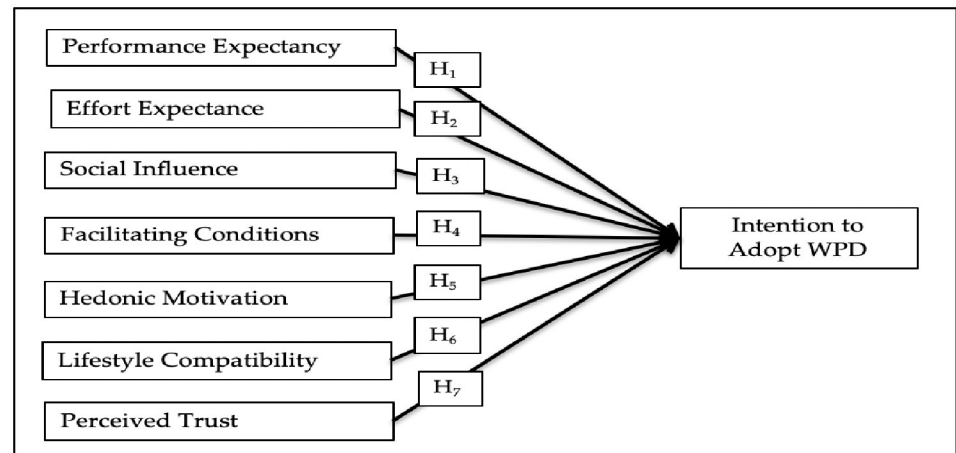 Performance Expectancy
H₁
Effort Expectance
H₂
Social Influence
H₃
Facilitating Conditions
H₄
Intention to
Adopt WPD
Hedonic Motivation
H₅
Lifestyle Compatibility
H₆
Perceived Trust
H₇